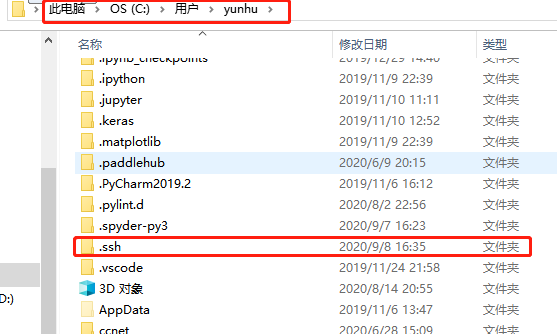 此电脑 › OS (C:) › 用户 › yunhu ›
名称 修改日期 类型
.ipynb_checkpoints 2019/12/29 14:40 文件夹
.ipython 2019/11/9 22:39 文件夹
.jupyter 2019/11/10 11:11 文件夹
.keras 2019/11/10 12:52 文件夹
.matplotlib 2019/11/9 22:39 文件夹
.paddlehub 2020/6/9 20:15 文件夹
.PyCharm2019.2 2019/11/6 16:12 文件夹
.pylint.d 2020/8/2 22:56 文件夹
.spyder-py3 2020/9/7 16:23 文件夹
.ssh 2020/9/8 16:35 文件夹
.vscode 2019/11/24 21:58 文件夹
D:) 3D 对象 2020/8/14 20:55 文件夹
AppData 2019/11/6 13:47 文件夹
ccnet 2020/6/28 15:09 文件夹